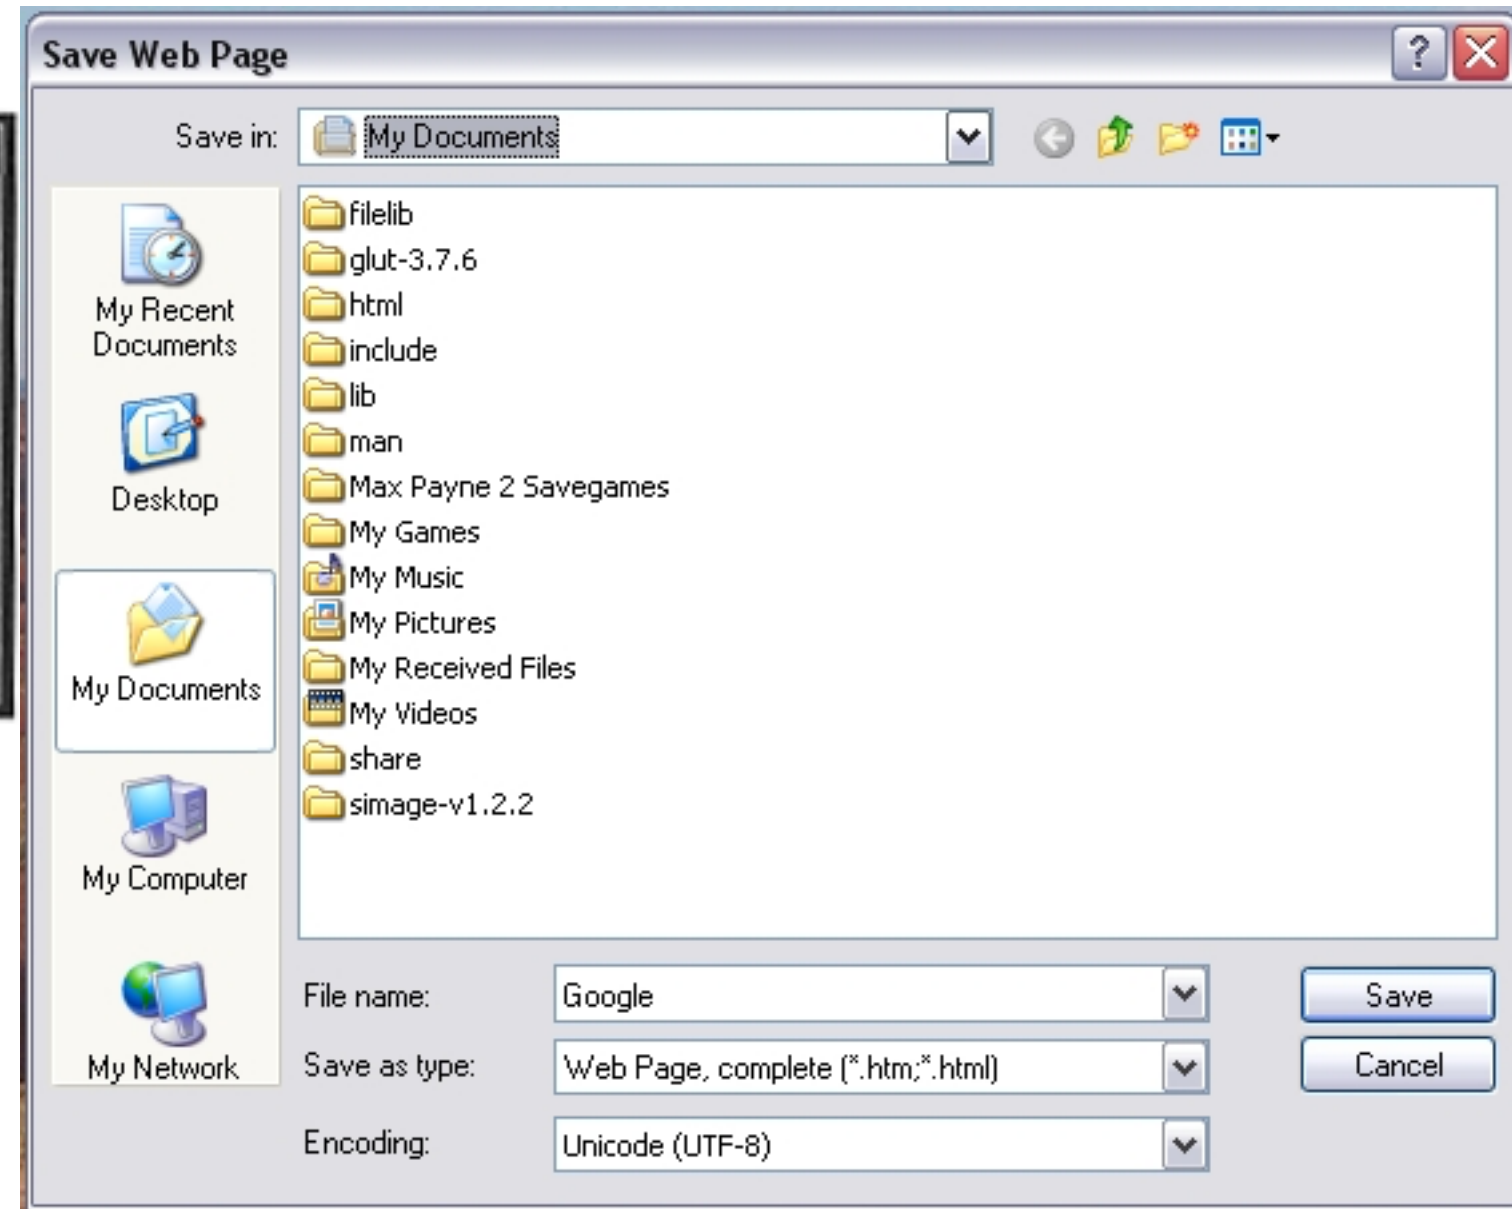 Save Web Page
Save in: My Documents
My Recent
Documents
Desktop
My Documents
My Computer
My Network
filelib
glut-3.7.6
html
include
lib
man
Max Payne 2 Savegames
My Games
My Music
My Pictures
My Received Files
My Videos
share
simage-v1.2.2
File name: Google
Save
Save as type: Web Page, complete (*.htm;*.html)
Cancel
Encoding: Unicode (UTF-8)